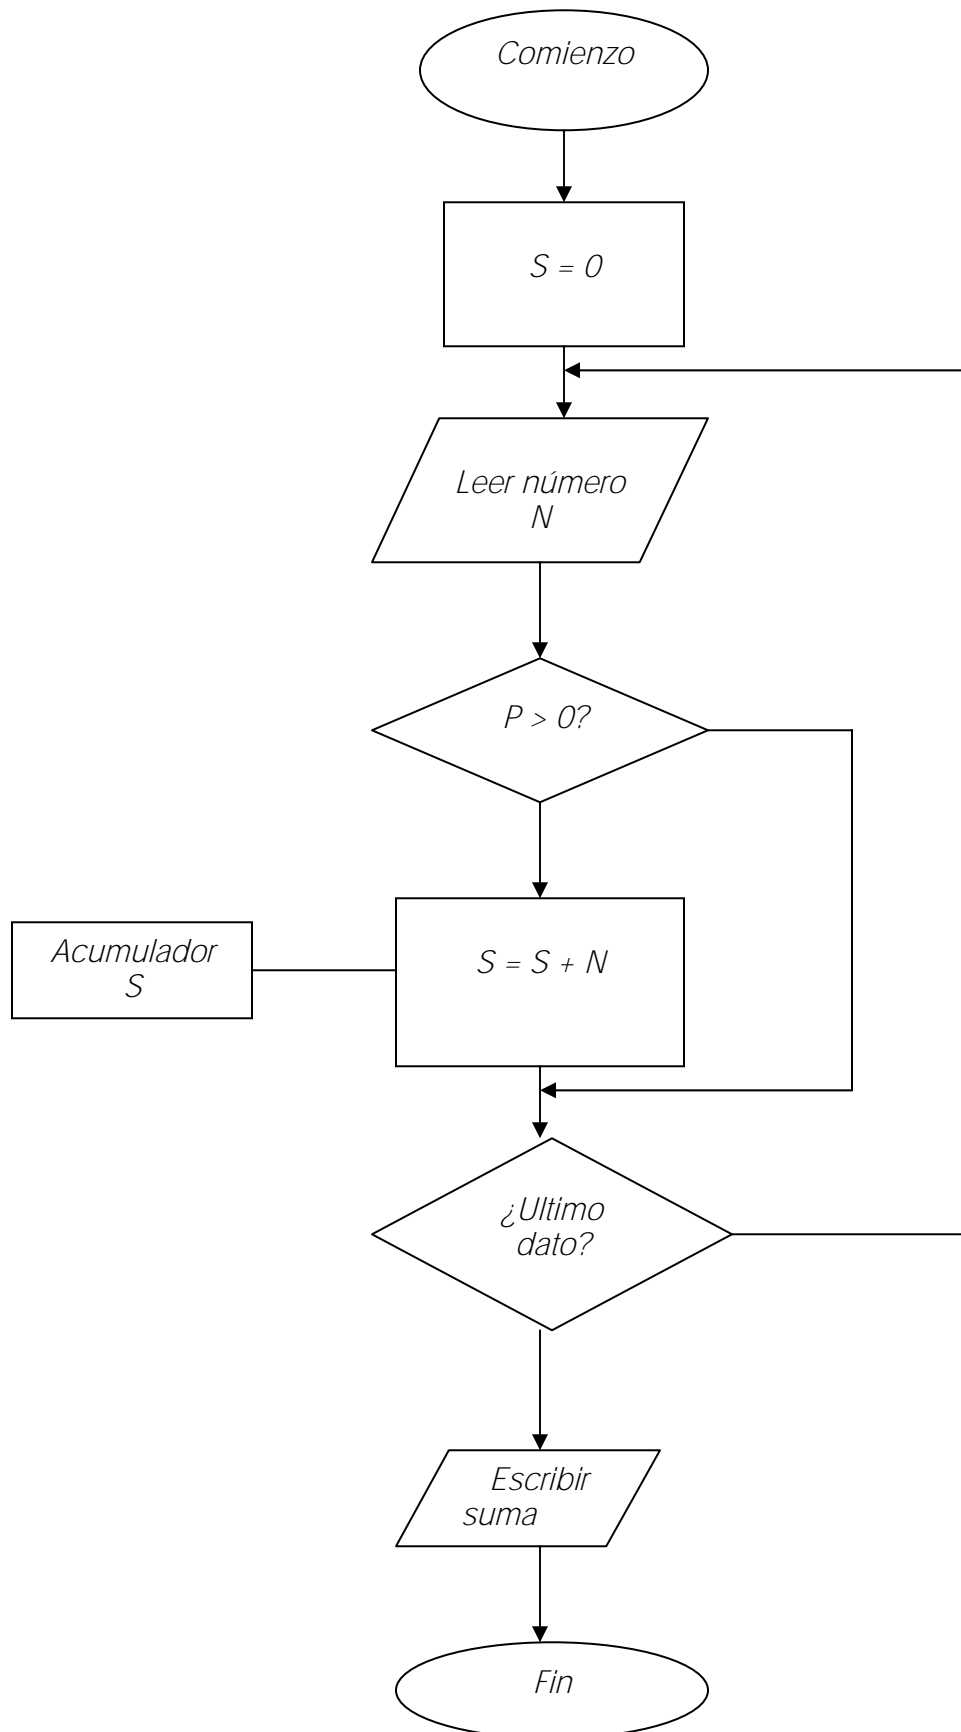 Comienzo
S = 0
Leer número
N
P > 0?
Acumulador
S
S = S + N
¿Ultimo
dato?
Escribir
suma
Fin